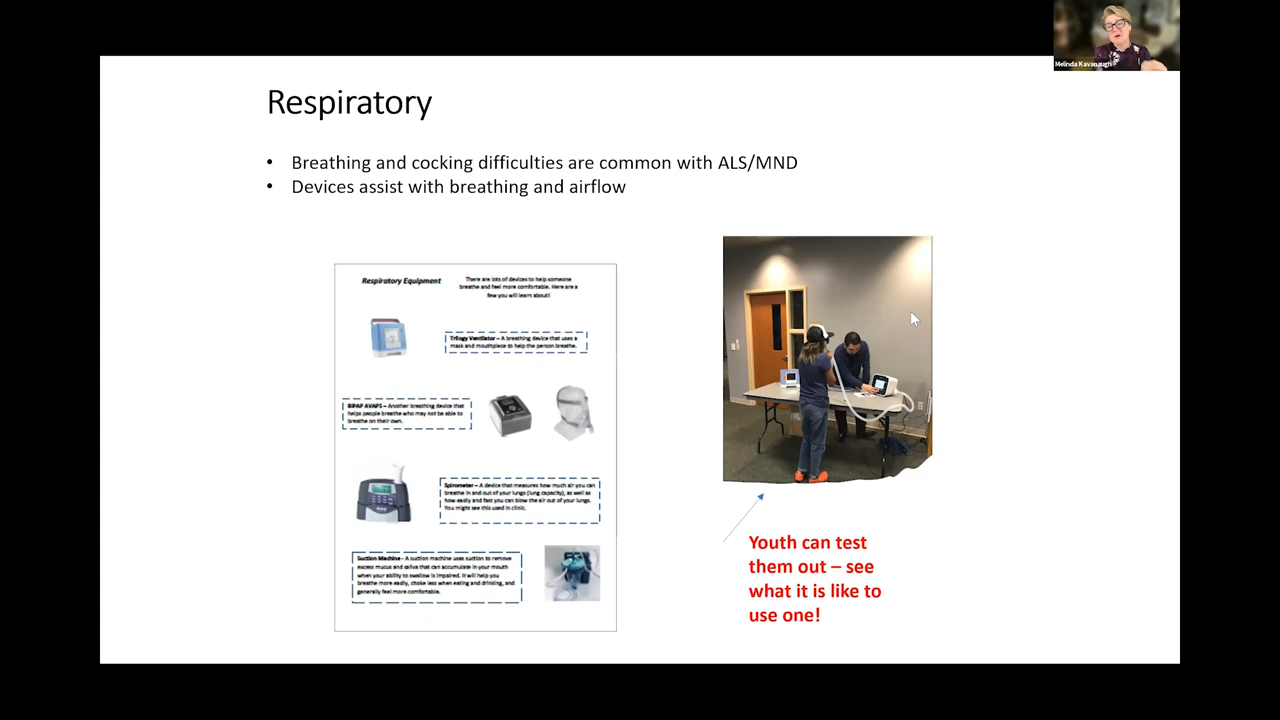 Melinda Kavanaugh
Respiratory
• Breathing and cocking difficulties are common with ALS/MND
• Devices assist with breathing and airflow
Respiratory Equipment
There are lots of devices to help someone
breathe and feel more comfortable. Here are a
few you will learn about!
Trilogy Ventilator – A breathing device that uses a
mask and mouthpiece to help the person breathe.
BIPAP AVAPS – Another breathing device that
helps people breathe who may not be able to
breathe on their own.
Spirometer – A device that measures how much air you can
breathe in and out of your lungs (lung capacity), as well as
how easily and fast you can blow the air out of your lungs.
You might see this used in clinic.
Suction Machine - A suction machine uses suction to remove
excess mucus and saliva that can accumulate in your mouth
when your ability to swallow is impaired. It will help you
breathe more easily, choke less when eating and drinking, and
generally feel more comfortable.
Youth can test
them out – see
what it is like to
use one!